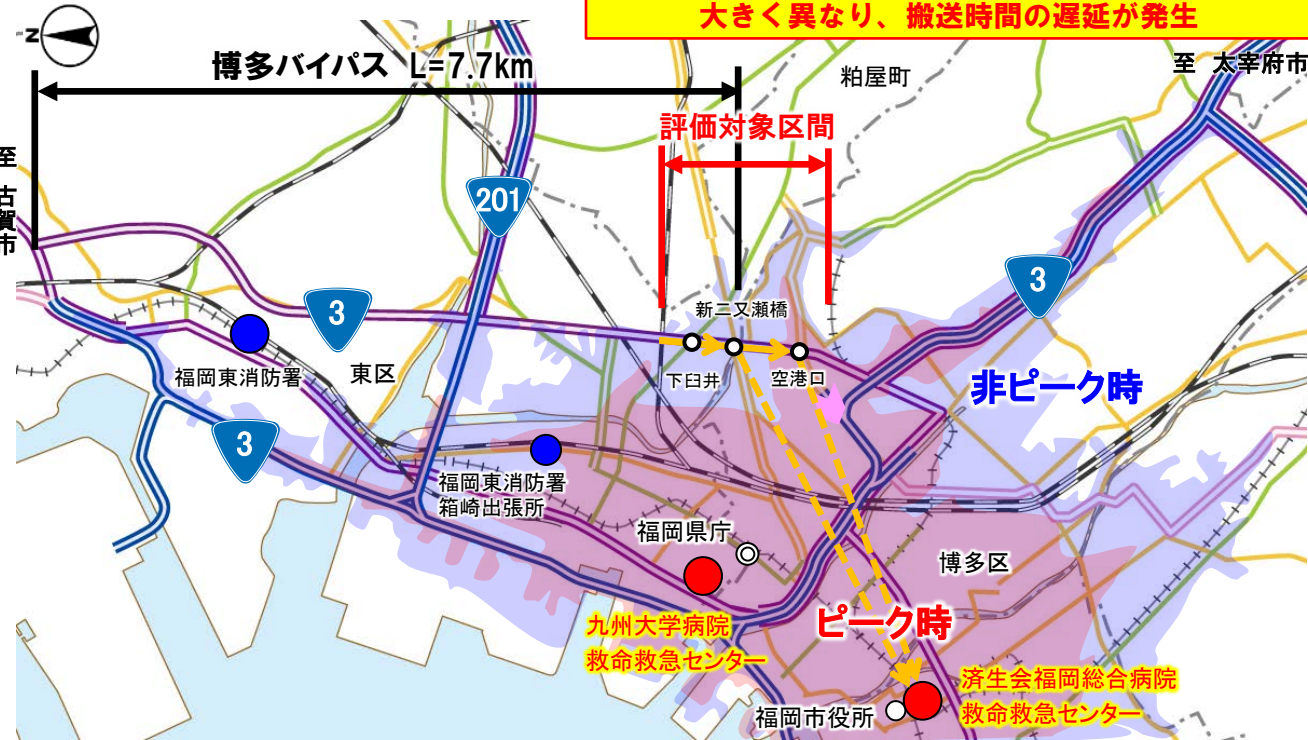 大きく異なり、搬送時間の遅延が発生
N
博多バイパス L=7.7km
粕屋町
至 太宰府市
評価対象区間
至 古賀市
201
3
3
新二又瀬橋
下臼井
空港口
福岡東消防署
東区
非ピーク時
3
福岡東消防署
箱崎出張所
福岡県庁
博多区
九州大学病院
救命救急センター
ピーク時
済生会福岡総合病院
救命救急センター
福岡市役所